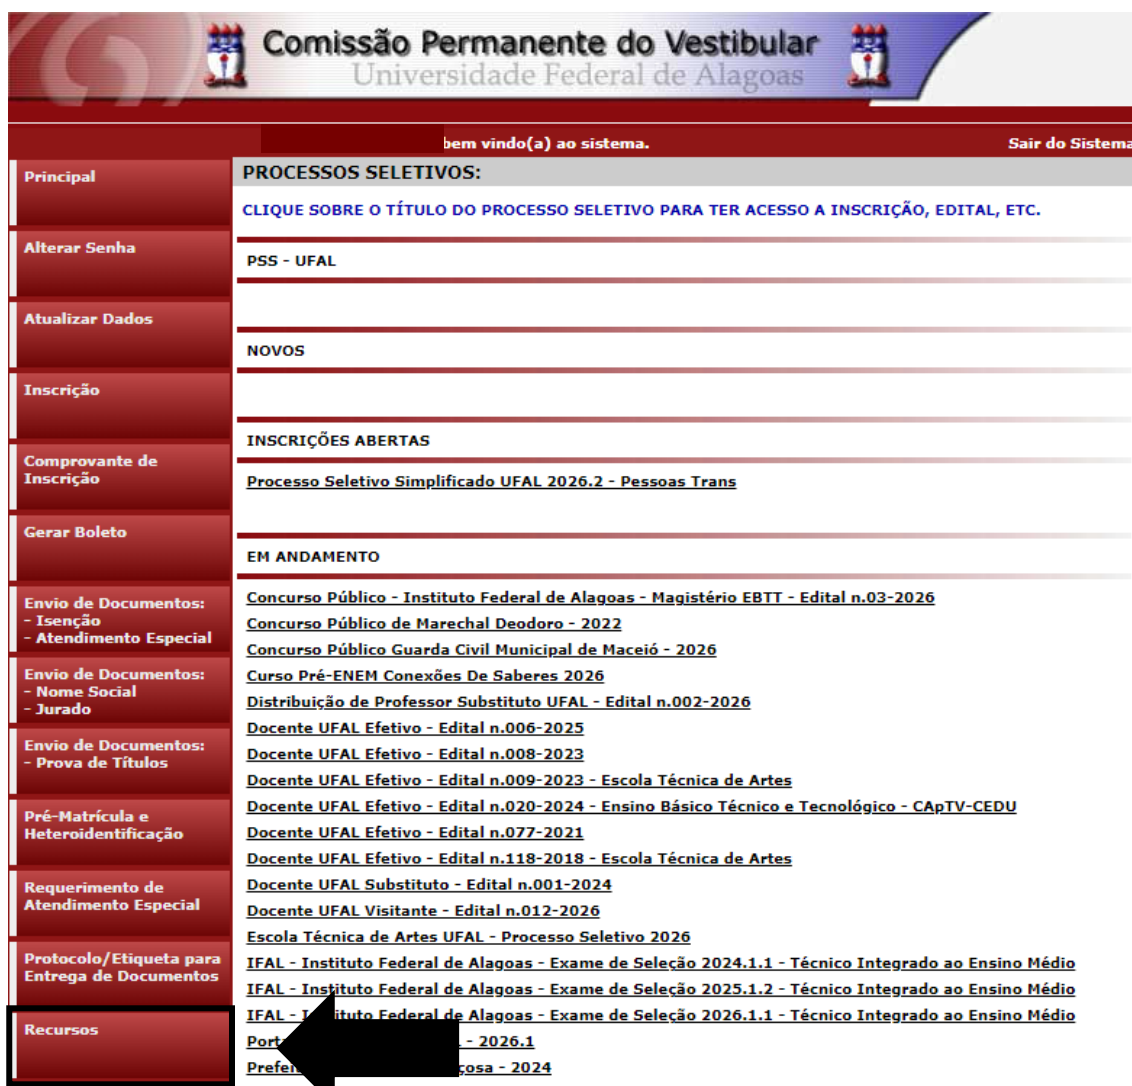 Comissão Permanente do Vestibular
Universidade Federal de Alagoas
bem vindo(a) ao sistema.
Sair do Sistema
Principal
Alterar Senha
Atualizar Dados
Inscrição
Comprovante de
Inscrição
Gerar Boleto
Envio de Documentos:
- Isenção
- Atendimento Especial
Envio de Documentos:
- Nome Social
- Jurado
Envio de Documentos:
- Prova de Títulos
Pré-Matrícula e
Heteroidentificação
Requerimento de
Atendimento Especial
Protocolo/Etiqueta para
Entrega de Documentos
Recursos
PROCESSOS SELETIVOS:
CLIQUE SOBRE O TÍTULO DO PROCESSO SELETIVO PARA TER ACESSO A INSCRIÇÃO, EDITAL, ETC.
PSS - UFAL
NOVOS
INSCRIÇÕES ABERTAS
Processo Seletivo Simplificado UFAL 2026.2 - Pessoas Trans
EM ANDAMENTO
Concurso Público - Instituto Federal de Alagoas - Magistério EBTT - Edital n.03-2026
Concurso Público de Marechal Deodoro - 2022
Concurso Público Guarda Civil Municipal de Maceió - 2026
Curso Pré-ENEM Conexões De Saberes 2026
Distribuição de Professor Substituto UFAL - Edital n.002-2026
Docente UFAL Efetivo - Edital n.006-2025
Docente UFAL Efetivo - Edital n.008-2023
Docente UFAL Efetivo - Edital n.009-2023 - Escola Técnica de Artes
Docente UFAL Efetivo - Edital n.020-2024 - Ensino Básico Técnico e Tecnológico - CApTV-CEDU
Docente UFAL Efetivo - Edital n.077-2021
Docente UFAL Efetivo - Edital n.118-2018 - Escola Técnica de Artes
Docente UFAL Substituto - Edital n.001-2024
Docente UFAL Visitante - Edital n.012-2026
Escola Técnica de Artes UFAL - Processo Seletivo 2026
IFAL - Instituto Federal de Alagoas - Exame de Seleção 2024.1.1 - Técnico Integrado ao Ensino Médio
IFAL - Instituto Federal de Alagoas - Exame de Seleção 2025.1.2 - Técnico Integrado ao Ensino Médio
IFAL - Instituto Federal de Alagoas - Exame de Seleção 2026.1.1 - Técnico Integrado ao Ensino Médio
- 2026.1
- 2024